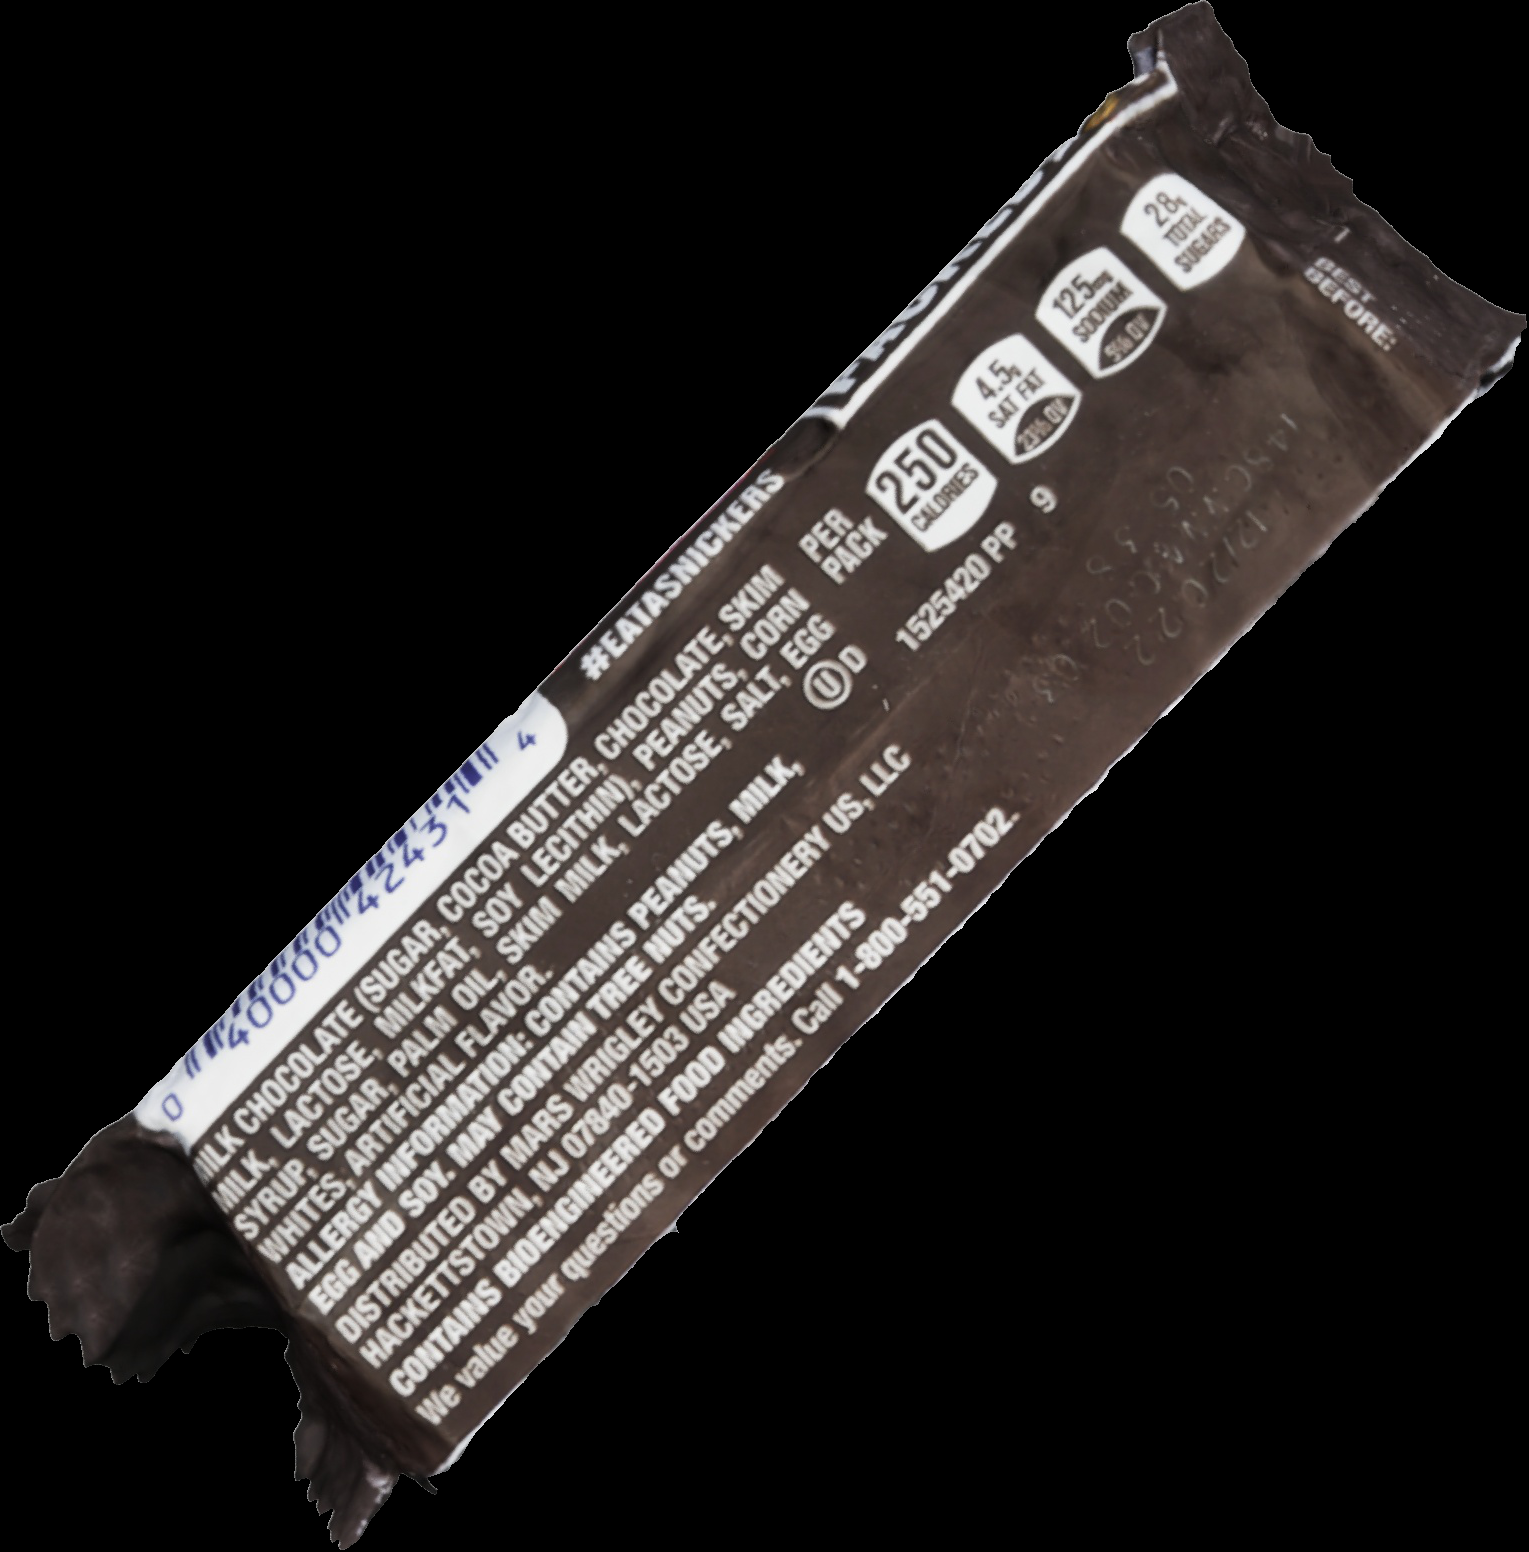 #EATASNICKERS
0 40000 42431 4
MILK CHOCOLATE (SUGAR, COCOA BUTTER, CHOCOLATE, SKIM
MILK, LACTOSE, MILKFAT, SOY LECITHIN), PEANUTS, CORN
SYRUP, SUGAR, PALM OIL, SKIM MILK, LACTOSE, SALT, EGG
WHITES, ARTIFICIAL FLAVOR.
U D
ALLERGY INFORMATION: CONTAINS PEANUTS, MILK,
EGG AND SOY. MAY CONTAIN TREE NUTS.
DISTRIBUTED BY MARS WRIGLEY CONFECTIONERY US, LLC
HACKETTSTOWN, NJ 07840-1503 USA
CONTAINS BIOENGINEERED FOOD INGREDIENTS
We value your questions or comments. Call 1-800-551-0702.
PER
PACK
250
CALORIES
4.5g
SAT FAT
23% DV
125mg
SODIUM
5% DV
28g
TOTAL
SUGARS
1525420 PP 9
BEST
BEFORE: